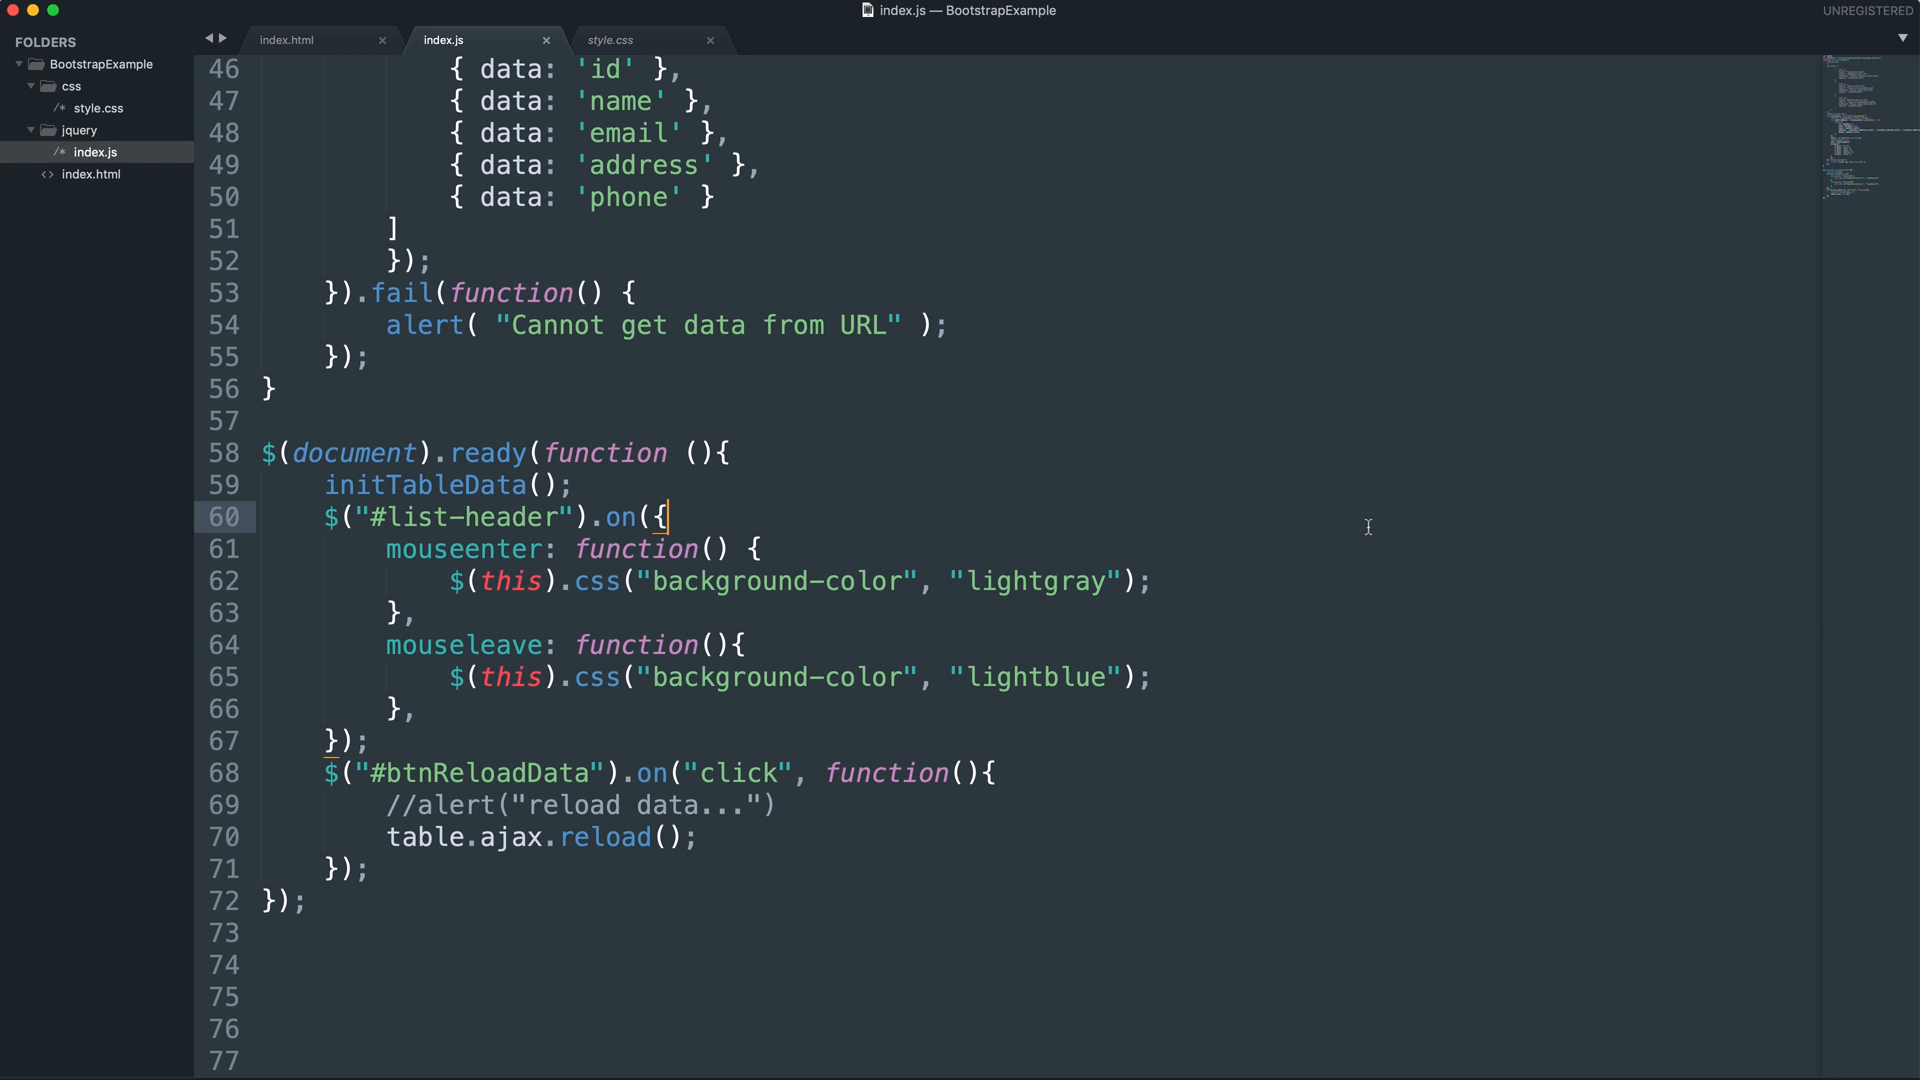 index.js — BootstrapExample
UNREGISTERED
FOLDERS
BootstrapExample
css
/* style.css
jquery
/* index.js
<> index.html
index.html ×
index.js ×
style.css ×
46 { data: 'id' },
47 { data: 'name' },
48 { data: 'email' },
49 { data: 'address' },
50 { data: 'phone' }
51 ]
52 });
53 }).fail(function() {
54 alert( "Cannot get data from URL" );
55 });
56 }
57
58 $(document).ready(function (){
59 initTableData();
60 $("#list-header").on({
61 mouseenter: function() {
62 $(this).css("background-color", "lightgray");
63 },
64 mouseleave: function(){
65 $(this).css("background-color", "lightblue");
66 },
67 });
68 $("#btnReloadData").on("click", function(){
69 //alert("reload data...")
70 table.ajax.reload();
71 });
72 });
73
74
75
76
77